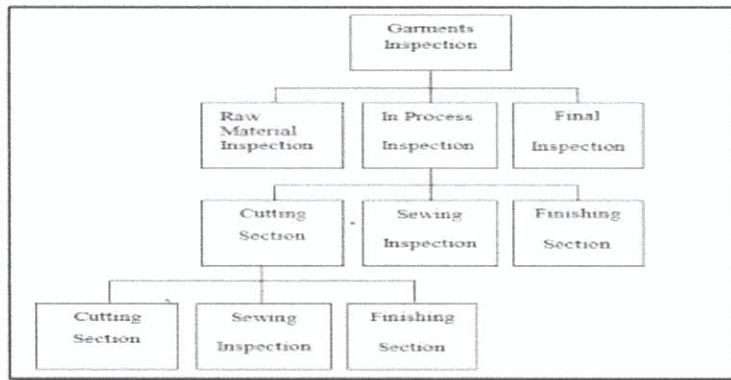 Garments
Inspection
Raw
Material
Inspection
In Process
Inspection
Final
Inspection
Cutting
Section
Sewing
Inspection
Finishing
Section
Cutting
Section
Sewing
Inspection
Finishing
Section